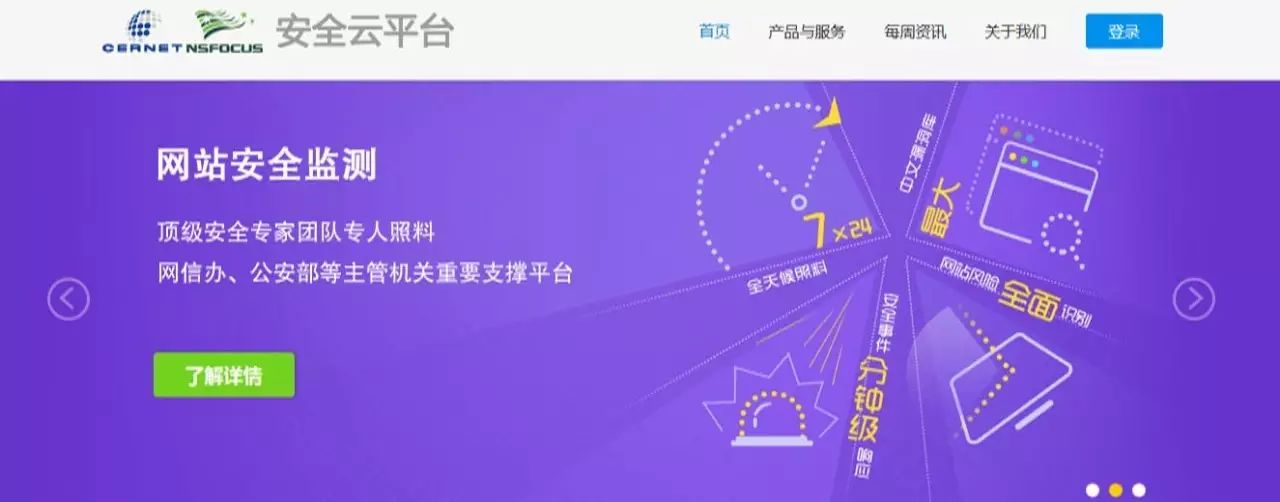 CERNET NSFOCUS 安全云平台
首页 产品与服务 每周资讯 关于我们 登录
网站安全监测
顶级安全专家团队专人照料
网信办、公安部等主管机关重要支撑平台
了解详情
7×24
全天候照料
中文漏洞库
最大
网站风险全面识别
安全事件分钟级响应